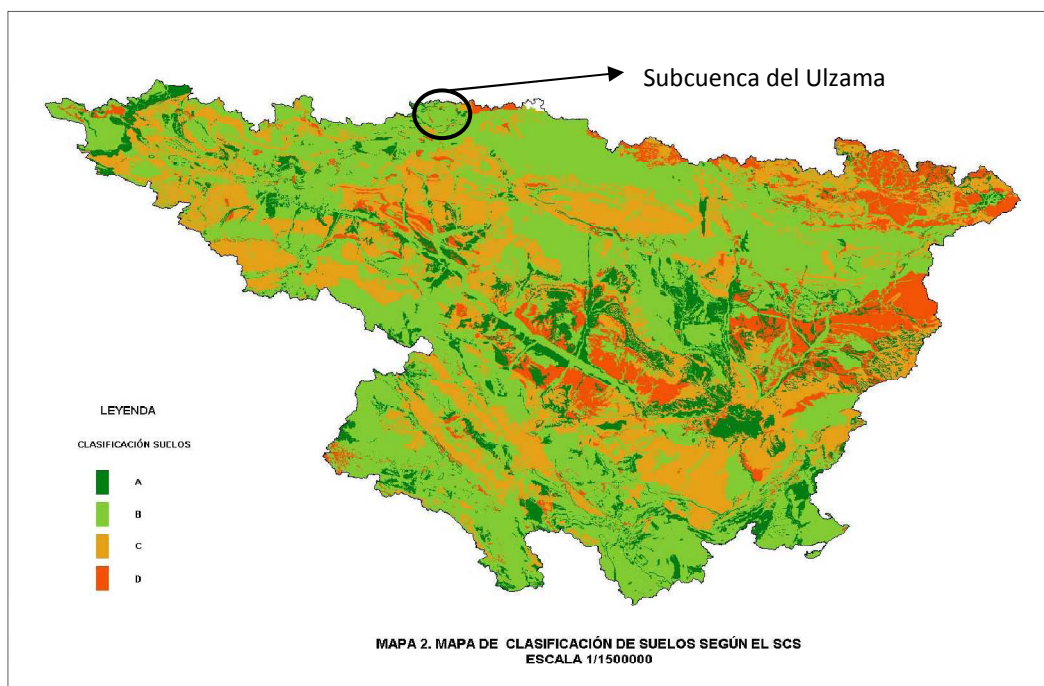 Subcuenca del Ulzama
LEYENDA
CLASIFICACIÓN SUELOS
A
B
C
D
MAPA 2. MAPA DE CLASIFICACIÓN DE SUELOS SEGÚN EL SCS
ESCALA 1/1500000